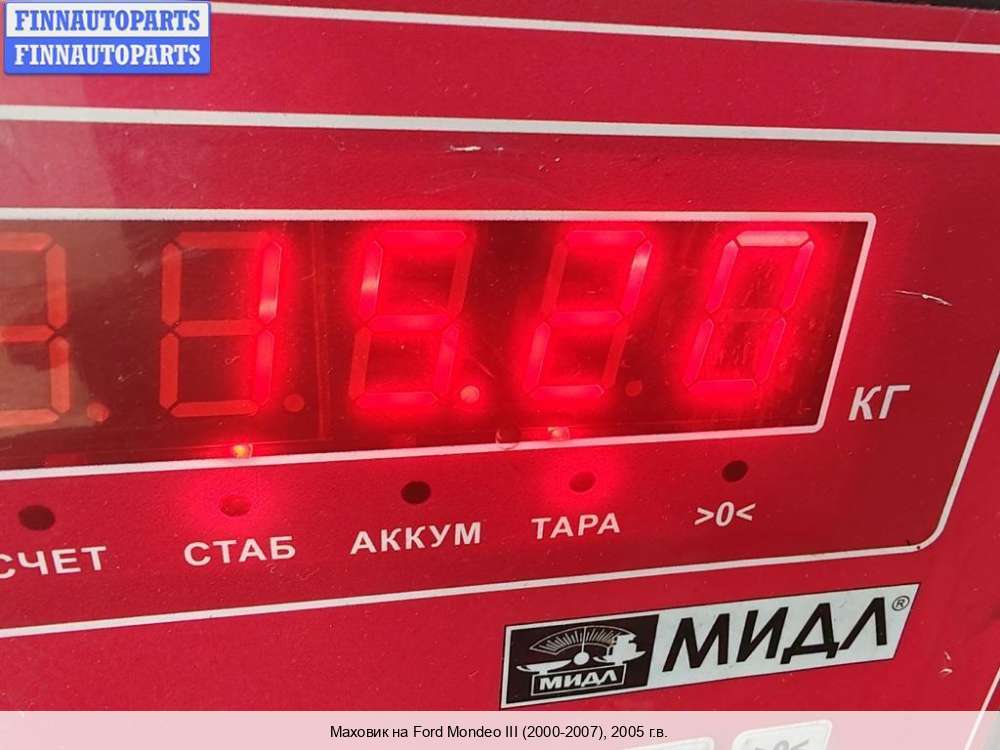 FINNAUTOPARTS
FINNAUTOPARTS
15.20
КГ
СЧЕТ СТАБ АККУМ ТАРА >0<
МИДЛ МИДЛ®
Маховик на Ford Mondeo III (2000-2007), 2005 г.в.